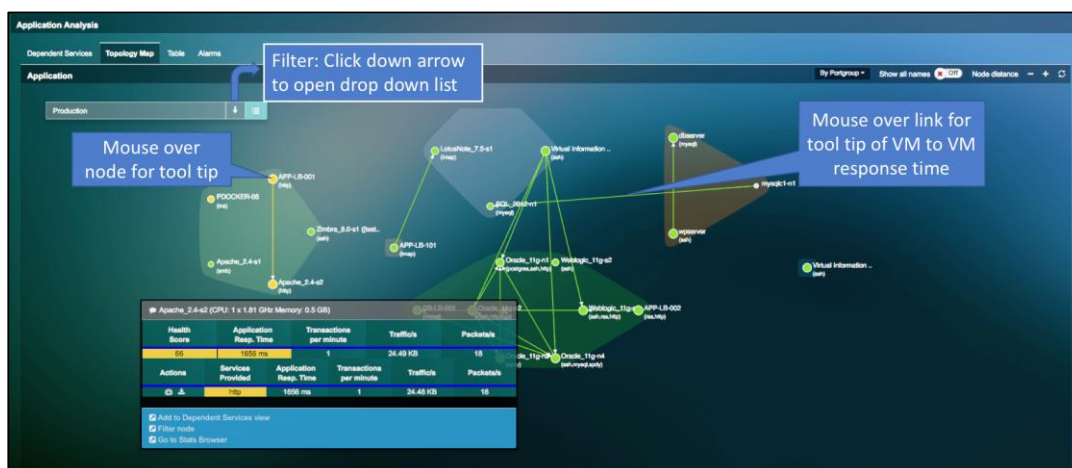 Application Analysis
Dependent Services Topology Map Table Alarms
Application
By Portgroup Show all names Off Node distance - +
Filter: Click down arrow
to open drop down list
Production
Mouse over
node for tool tip
Mouse over link for
tool tip of VM to VM
response time
APP-LB-001
(http)
PDOCKER-05
Zimbra_8.0-s1
(ssh)
Apache_2.4-s1
(smb)
Apache_2.4-s2
(http)
LotusNote_7.5-s1
(imap)
Virtual Information ..
(ssh)
(mysql)
APP-LB-101
(imap)
dbserver
(mysql)
mysqlc1-n1
wpserver
(ssh)
Virtual Information ..
(ssh)
Oracle_11g-n1
(postgres,ssh,http)
Weblogic_11g-s2
(ssh)
Weblogic_11g
APP-LB-002
Oracle_11g-n4
(ssh,mysql,spdy)
Apache_2.4-s2 (CPU: 1 x 1.81 GHz Memory: 0.5 GB)
Health Score Application Resp. Time Transactions per minute Traffic/s Packets/s
66 1656 ms 1 24.49 KB 18
Actions Services Provided Application Resp. Time Transactions per minute Traffic/s Packets/s
http 1656 ms 1 24.48 KB 18
Add to Dependent Services view
Filter node
Go to Stats Browser